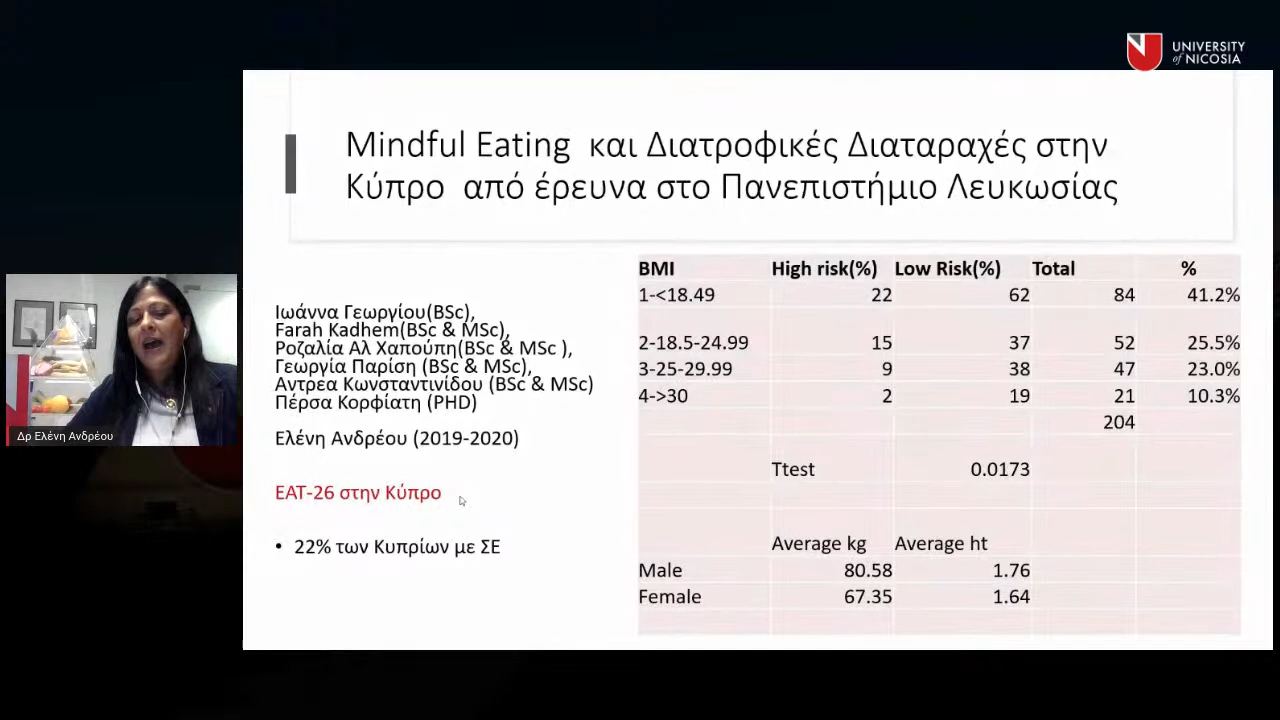 UNIVERSITY
of NICOSIA
Mindful Eating και Διατροφικές Διαταραχές στην
Κύπρο από έρευνα στο Πανεπιστήμιο Λευκωσίας
Ιωάννα Γεωργίου(BSc),
Farah Kadhem(BSc & MSc),
Ροζαλία Αλ Χαπούπη(BSc & MSc ),
Γεωργία Παρίση (BSc & MSc),
Αντρεα Κωνσταντινίδου (BSc & MSc)
Πέρσα Κορφιάτη (PHD)
Ελένη Ανδρέου (2019-2020)
EAT-26 στην Κύπρο
• 22% των Κυπρίων με ΣΕ
BMI High risk(%) Low Risk(%) Total %
1-<18.49 22 62 84 41.2%
2-18.5-24.99 15 37 52 25.5%
3-25-29.99 9 38 47 23.0%
4->30 2 19 21 10.3%
204
Ttest 0.0173
Average kg Average ht
Male 80.58 1.76
Female 67.35 1.64
Δρ Ελένη Ανδρέου